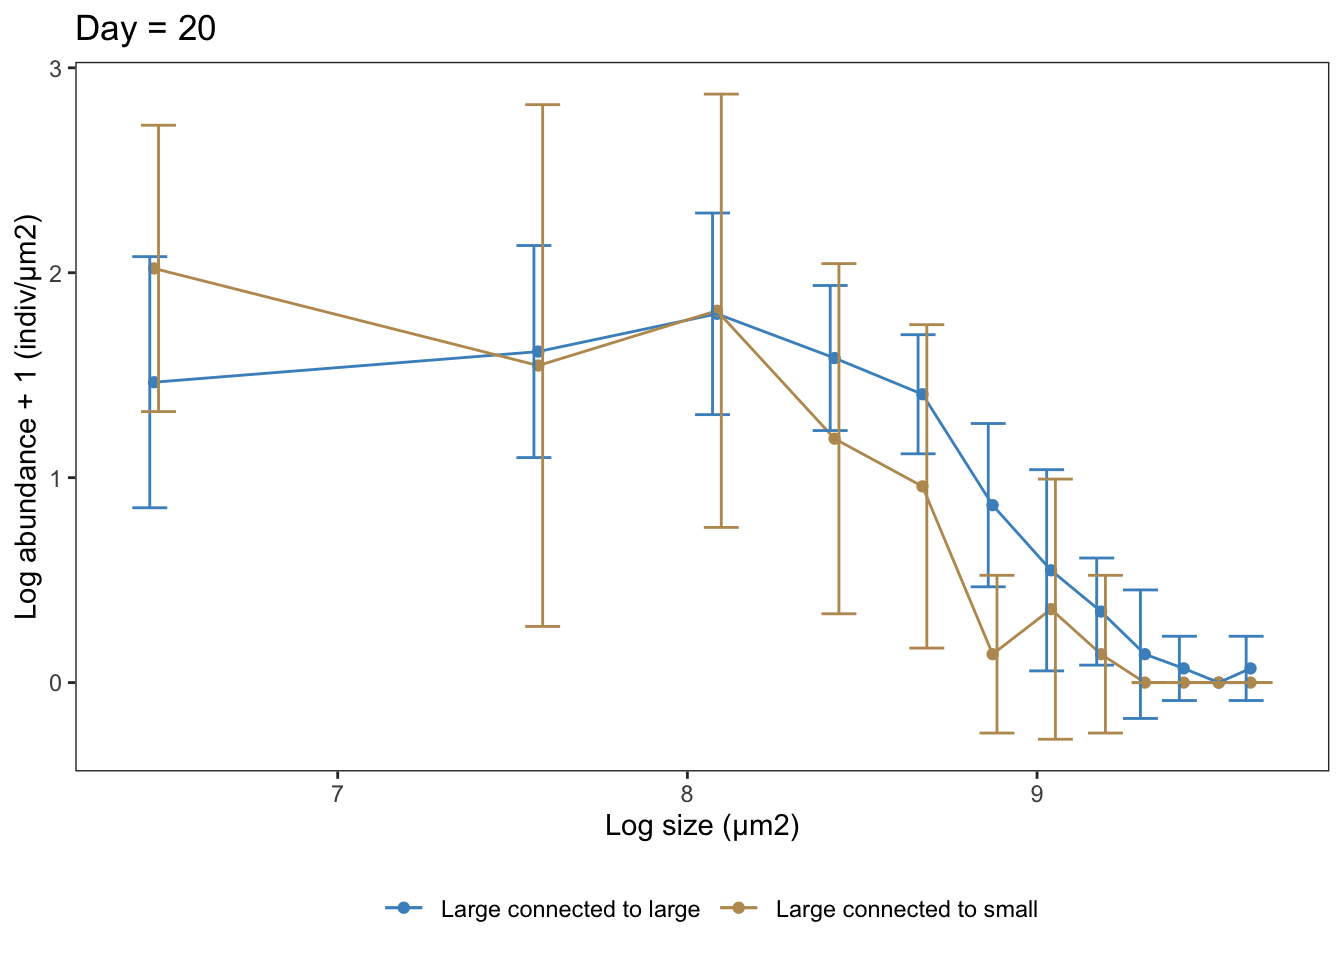 Day = 20
Log abundance + 1 (indiv/µm2)
3
2
1
0
7 8 9
Log size (µm2)
Large connected to large Large connected to small